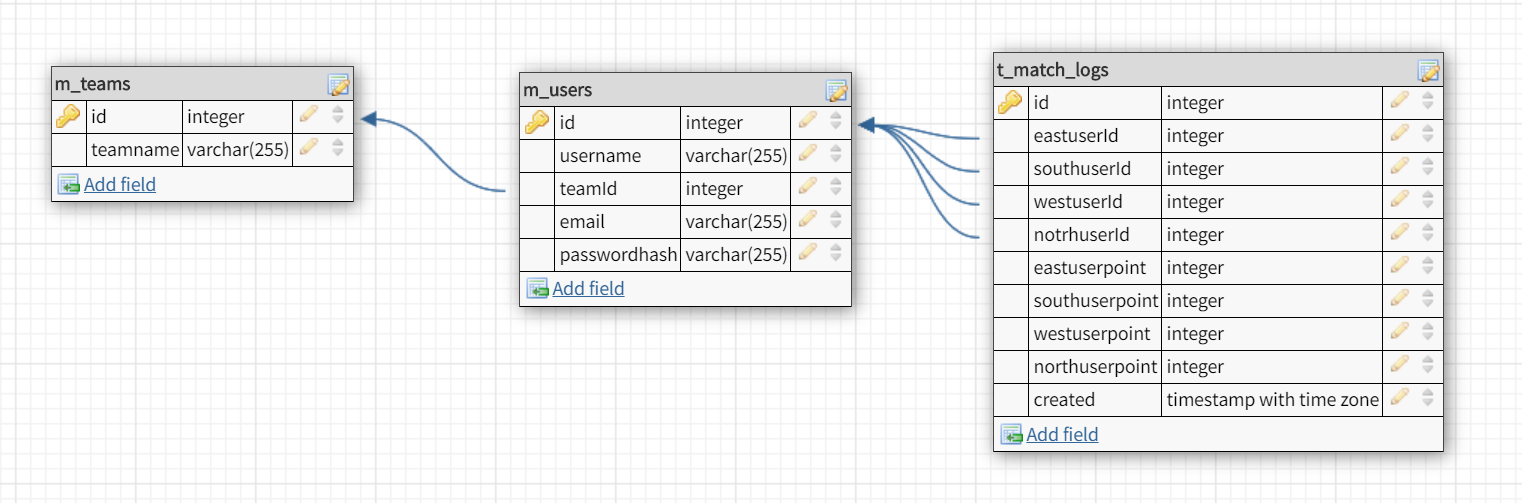 m_teams
id integer
teamname varchar(255)
Add field
m_users
id integer
username varchar(255)
teamId integer
email varchar(255)
passwordhash varchar(255)
Add field
t_match_logs
id integer
eastuserId integer
southuserId integer
westuserId integer
notrhuserId integer
eastuserpoint integer
southuserpoint integer
westuserpoint integer
northuserpoint integer
created timestamp with time zone
Add field